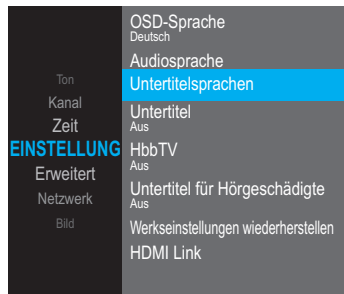 Ton
Kanal
Zeit
EINSTELLUNG
Erweitert
Netzwerk
Bild
OSD-Sprache
Deutsch
Audiosprache
Untertitelsprachen
Untertitel
Aus
HbbTV
Aus
Untertitel für Hörgeschädigte
Aus
Werkseinstellungen wiederherstellen
HDMI Link